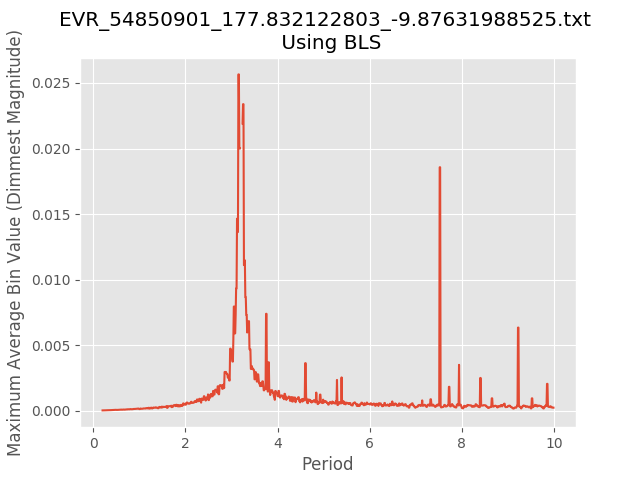 EVR_54850901_177.832122803_-9.87631988525.txt
Using BLS
Maximum Average Bin Value (Dimmest Magnitude)
0.025
0.020
0.015
0.010
0.005
0.000
0 2 4 6 8 10
Period